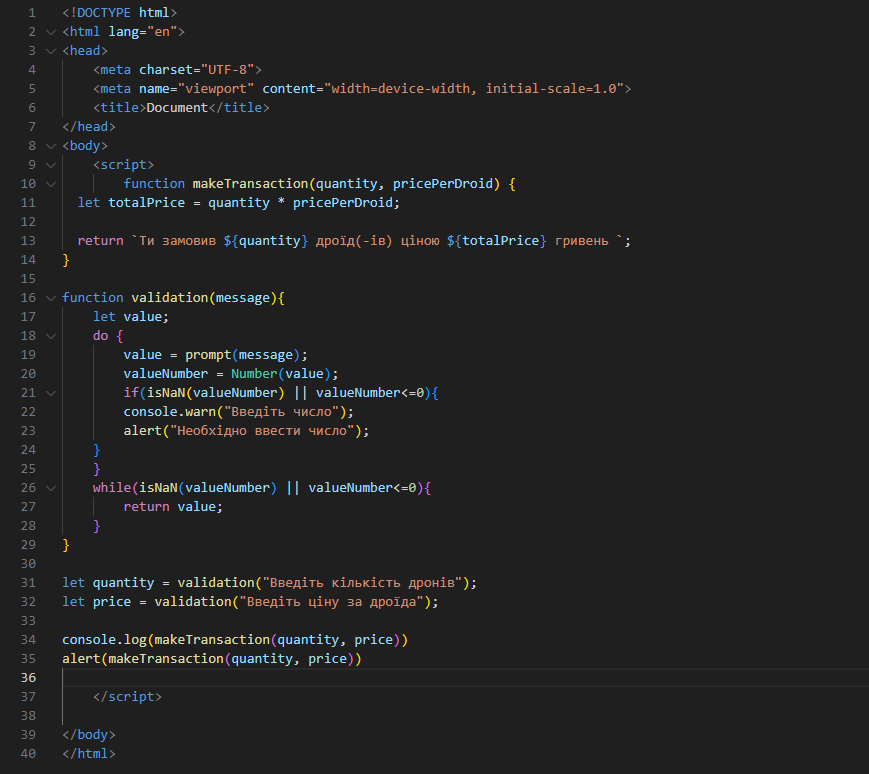 1 <!DOCTYPE html>
2 <html lang="en">
3 <head>
4     <meta charset="UTF-8">
5     <meta name="viewport" content="width=device-width, initial-scale=1.0">
6     <title>Document</title>
7 </head>
8 <body>
9     <script>
10         function makeTransaction(quantity, pricePerDroid) {
11   let totalPrice = quantity * pricePerDroid;
12
13   return `Ти замовив ${quantity} дроїд(-ів) ціною ${totalPrice} гривень `;
14 }
15
16 function validation(message){
17     let value;
18     do {
19         value = prompt(message);
20         valueNumber = Number(value);
21         if(isNaN(valueNumber) || valueNumber<=0){
22         console.warn("Введіть число");
23         alert("Необхідно ввести число");
24     }
25     }
26     while(isNaN(valueNumber) || valueNumber<=0){
27         return value;
28     }
29 }
30
31 let quantity = validation("Введіть кількість дронів");
32 let price = validation("Введіть ціну за дроїда");
33
34 console.log(makeTransaction(quantity, price))
35 alert(makeTransaction(quantity, price))
36
37     </script>
38
39 </body>
40 </html>